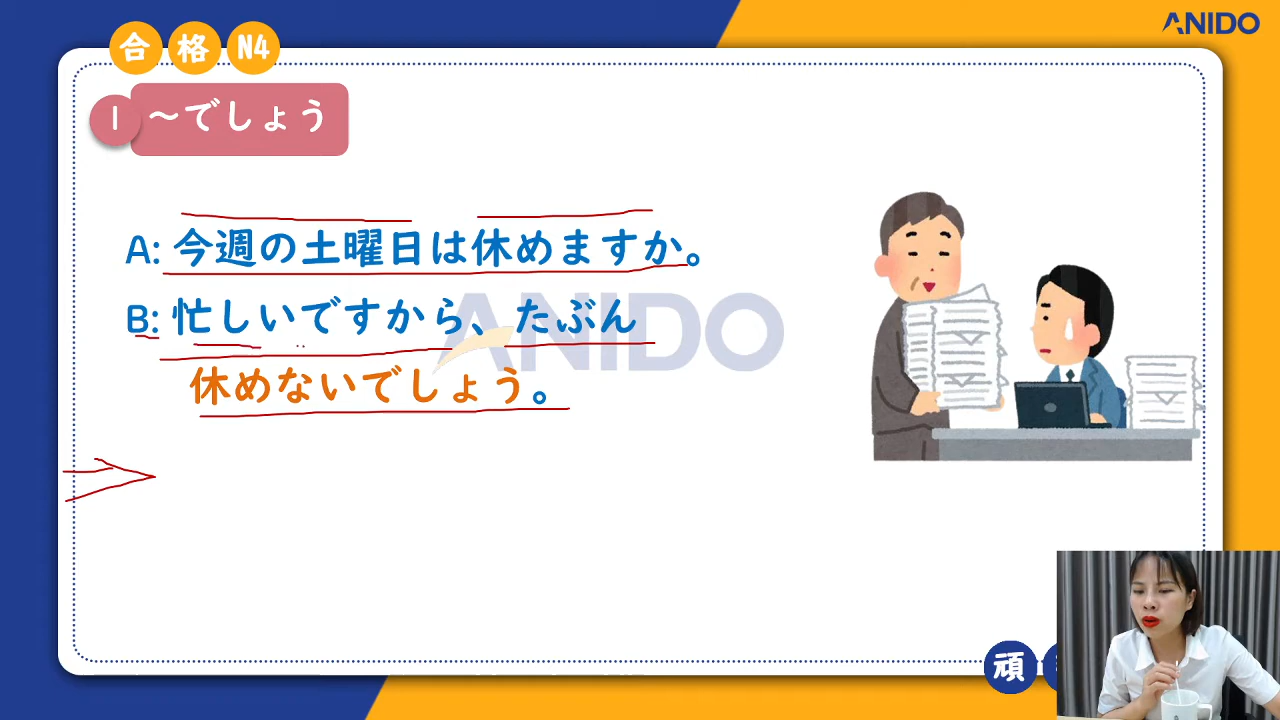 ANIDO
合格N4
1 ～でしょう
A: 今週の土曜日は休めますか。
B: 忙しいですから、たぶん
休めないでしょう。
ANIDO
頑